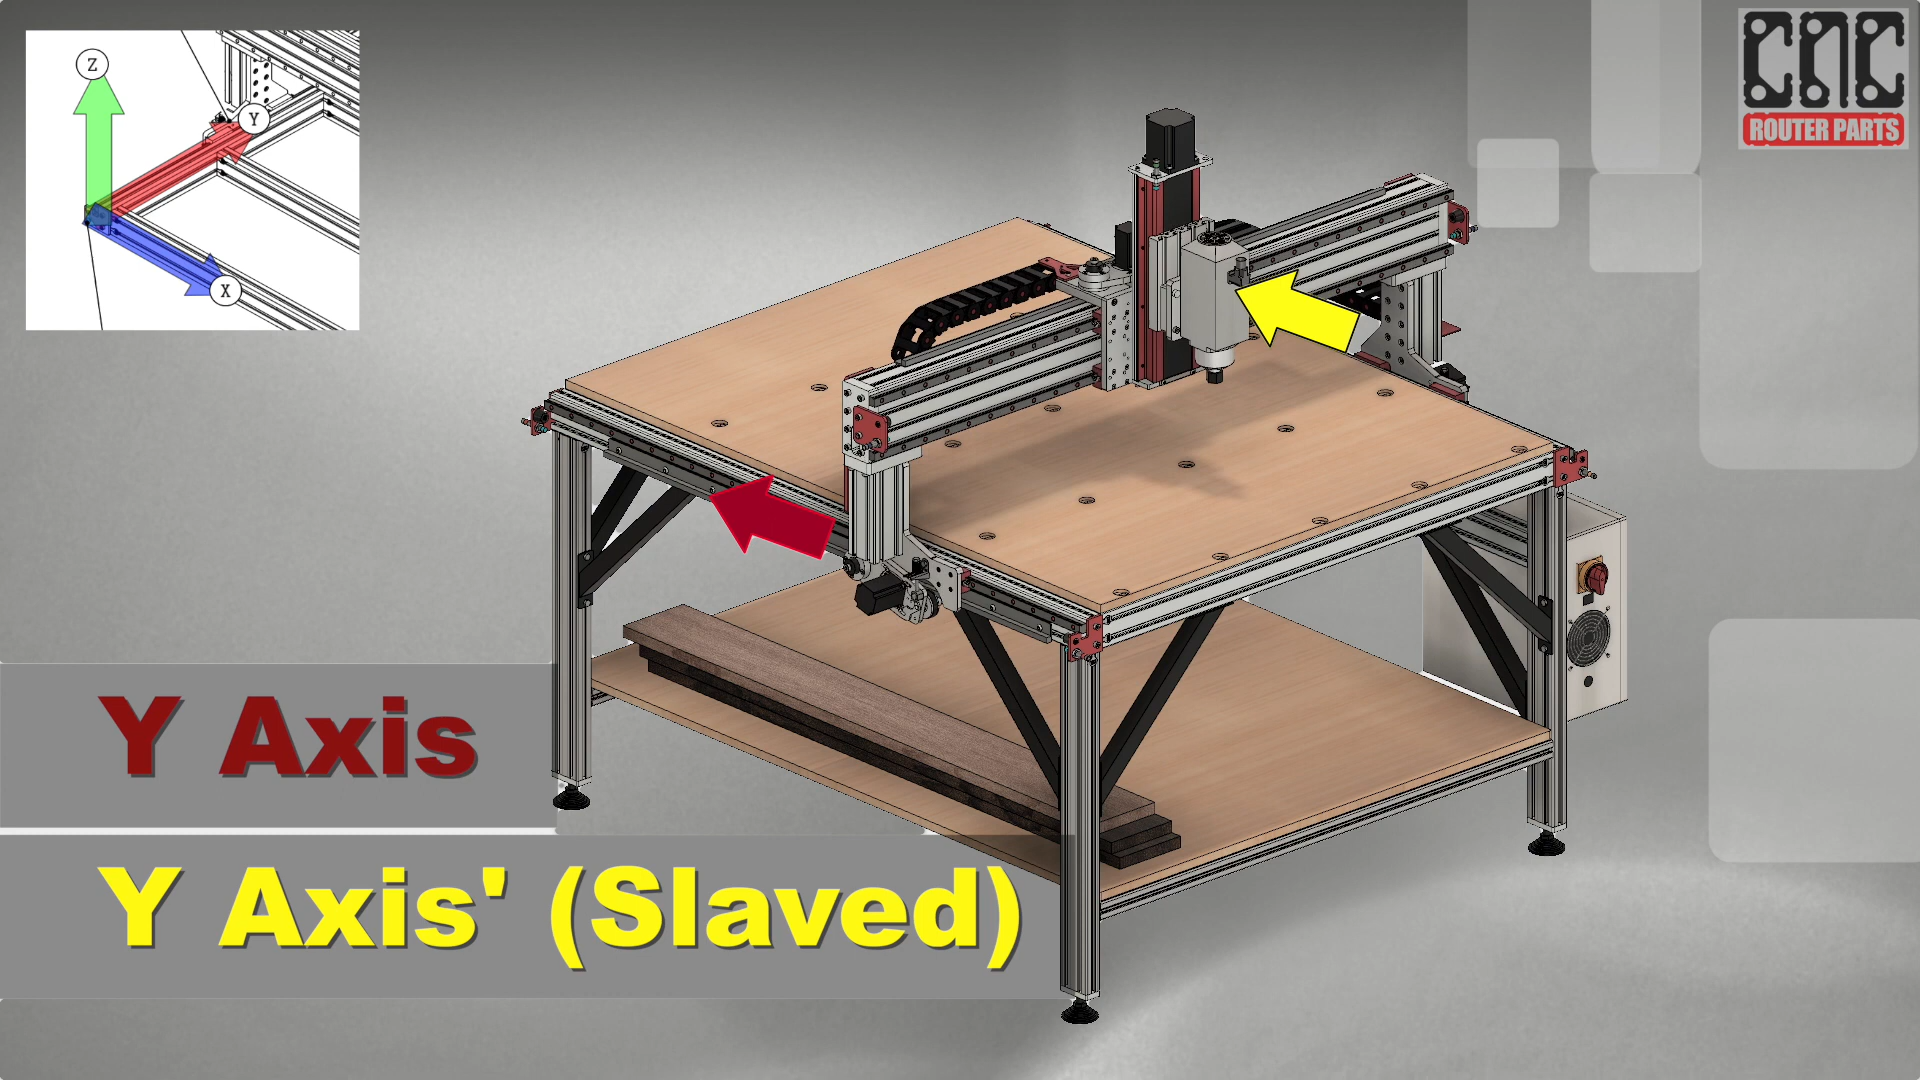 Z
Y
X
CNC
ROUTER PARTS
Y Axis
Y Axis' (Slaved)